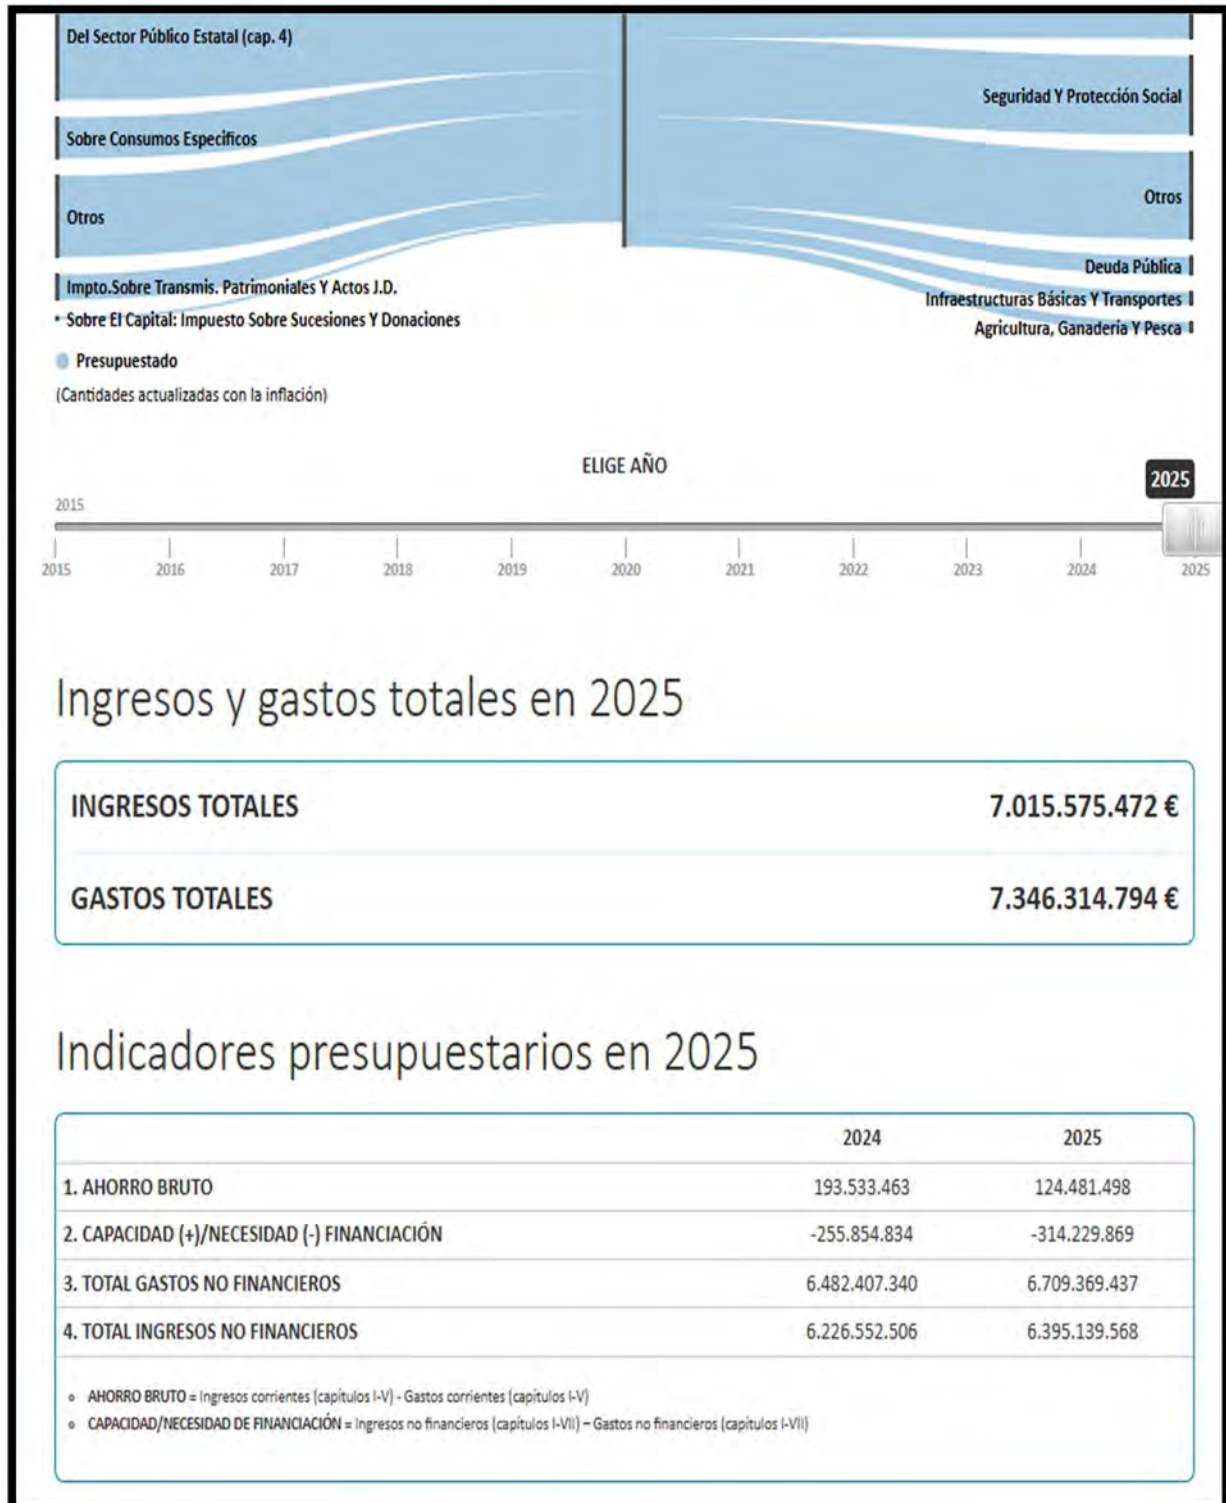 Del Sector Público Estatal (cap. 4)
Seguridad Y Protección Social
Sobre Consumos Especificos
Otros
Otros
Deuda Pública
Impto.Sobre Transmis. Patrimoniales Y Actos J.D.
Infraestructuras Básicas Y Transportes
Sobre El Capital: Impuesto Sobre Sucesiones Y Donaciones
Agricultura, Ganadería Y Pesca
Presupuestado
(Cantidades actualizadas con la inflación)
ELIGE AÑO
2025
2015
2015 2016 2017 2018 2019 2020 2021 2022 2023 2024 2025
Ingresos y gastos totales en 2025
INGRESOS TOTALES 7.015.575.472 €
GASTOS TOTALES 7.346.314.794 €
Indicadores presupuestarios en 2025
2024 2025
1. AHORRO BRUTO 193.533.463 124.481.498
2. CAPACIDAD (+)/NECESIDAD (-) FINANCIACIÓN -255.854.834 -314.229.869
3. TOTAL GASTOS NO FINANCIEROS 6.482.407.340 6.709.369.437
4. TOTAL INGRESOS NO FINANCIEROS 6.226.552.506 6.395.139.568
AHORRO BRUTO = Ingresos corrientes (capítulos I-V) - Gastos corrientes (capítulos I-V)
CAPACIDAD/NECESIDAD DE FINANCIACIÓN = Ingresos no financieros (capítulos I-VII) – Gastos no financieros (capítulos I-VII)